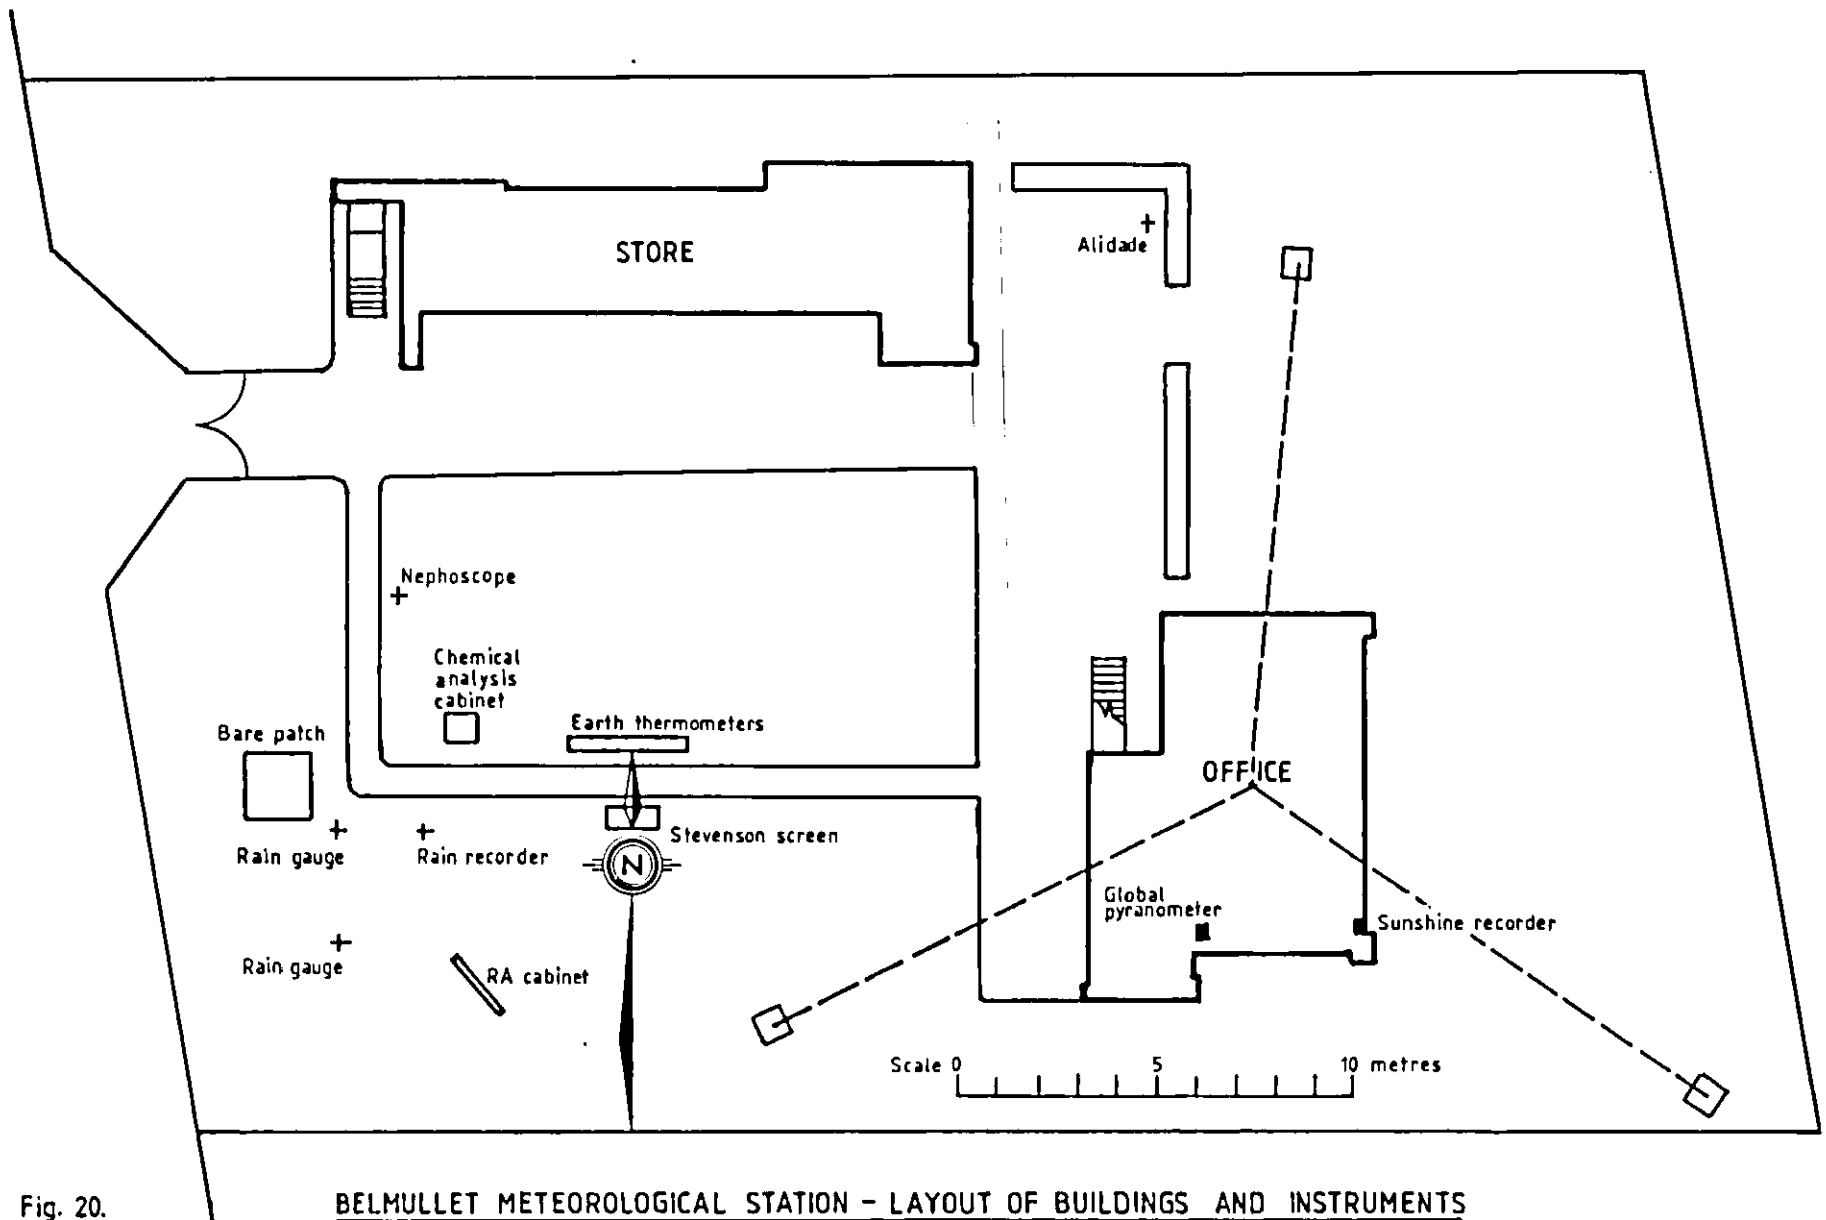 STORE
Alidade
Nephoscope
Chemical
analysis
cabinet
Earth thermometers
Bare patch
OFFICE
Stevenson screen
Rain gauge
Rain recorder
N
Global
pyranometer
Sunshine recorder
Rain gauge
RA cabinet
Scale 0 5 10 metres
Fig. 20.
BELMULLET METEOROLOGICAL STATION – LAYOUT OF BUILDINGS AND INSTRUMENTS